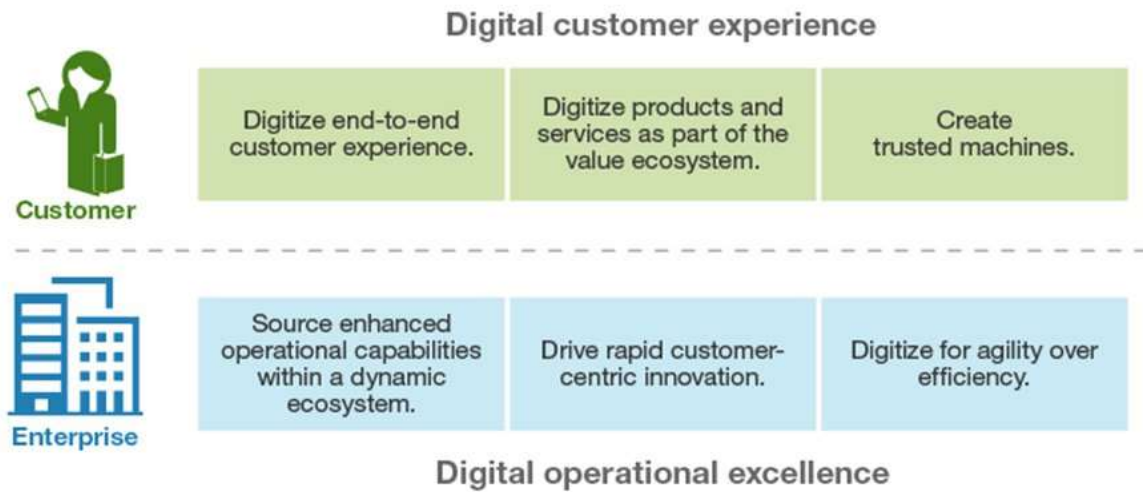 Digital customer experience
Digitize end-to-end
customer experience.
Digitize products and
services as part of the
value ecosystem.
Create
trusted machines.
Customer
Source enhanced
operational capabilities
within a dynamic
ecosystem.
Drive rapid customer-
centric innovation.
Digitize for agility over
efficiency.
Enterprise
Digital operational excellence